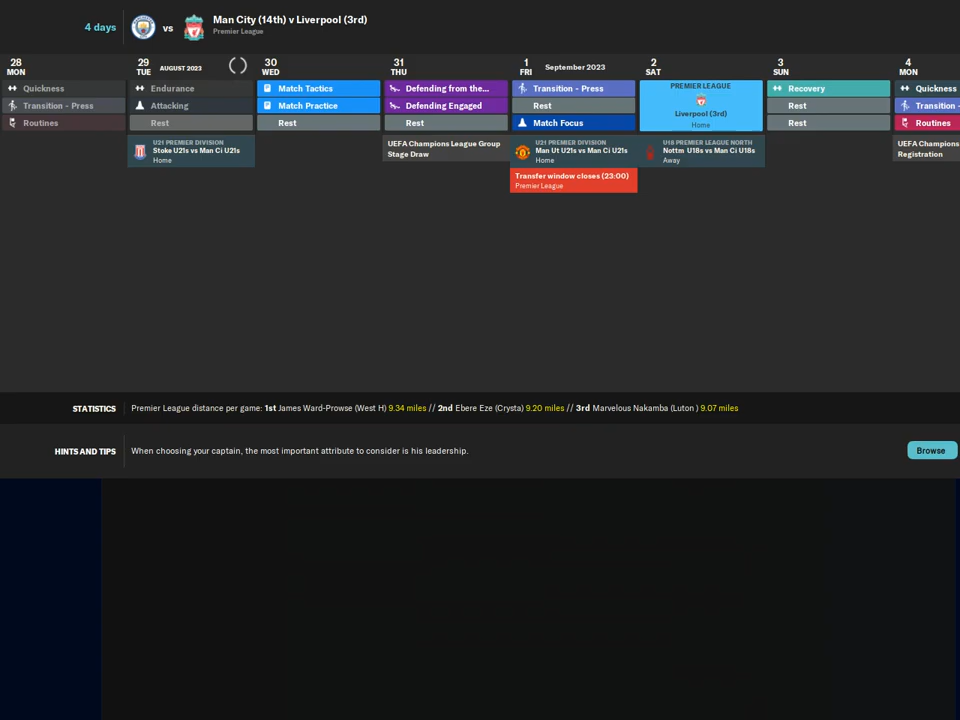 4 days
vs
Man City (14th) v Liverpool (3rd)
Premier League
28
MON
29
TUE
AUGUST 2023
30
WED
31
THU
1
FRI
September 2023
2
SAT
3
SUN
4
MON
Quickness
Transition - Press
Routines
Endurance
Attacking
Rest
Match Tactics
Match Practice
Rest
Defending from the...
Defending Engaged
Rest
Transition - Press
Rest
Match Focus
PREMIER LEAGUE
Liverpool (3rd)
Home
Recovery
Rest
Rest
Quickness
Transition -
Routines
U21 PREMIER DIVISION
Stoke U21s vs Man Ci U21s
Home
UEFA Champions League Group
Stage Draw
U21 PREMIER DIVISION
Man Ut U21s vs Man Ci U21s
Home
U18 PREMIER LEAGUE NORTH
Nottm U18s vs Man Ci U18s
Away
UEFA Champions
Registration
Transfer window closes (23:00)
Premier League
STATISTICS
Premier League distance per game: 1st James Ward-Prowse (West H) 9.34 miles // 2nd Ebere Eze (Crysta) 9.20 miles // 3rd Marvelous Nakamba (Luton ) 9.07 miles
HINTS AND TIPS
When choosing your captain, the most important attribute to consider is his leadership.
Browse